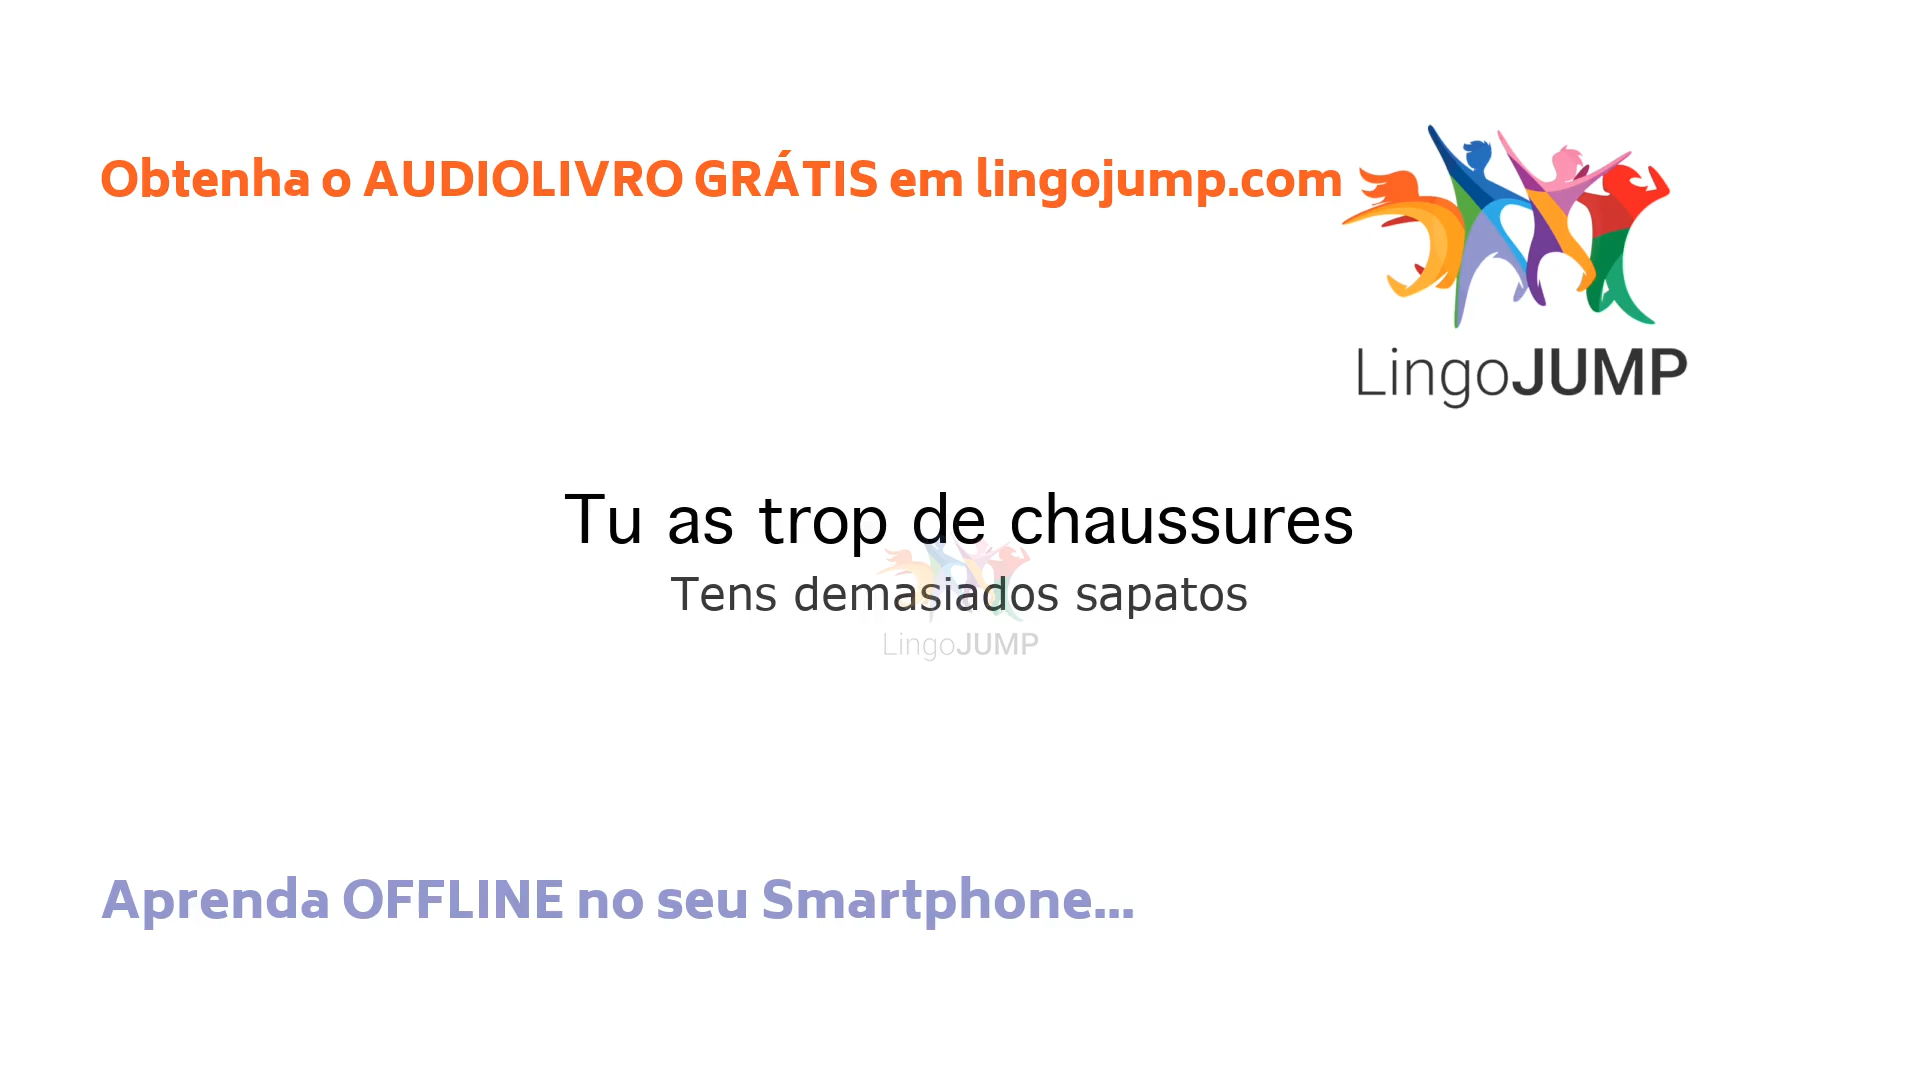 Obtenha o AUDIOLIVRO GRÁTIS em lingojump.com
LingoJUMP
Tu as trop de chaussures
Tens demasiados sapatos
LingoJUMP
Aprenda OFFLINE no seu Smartphone...